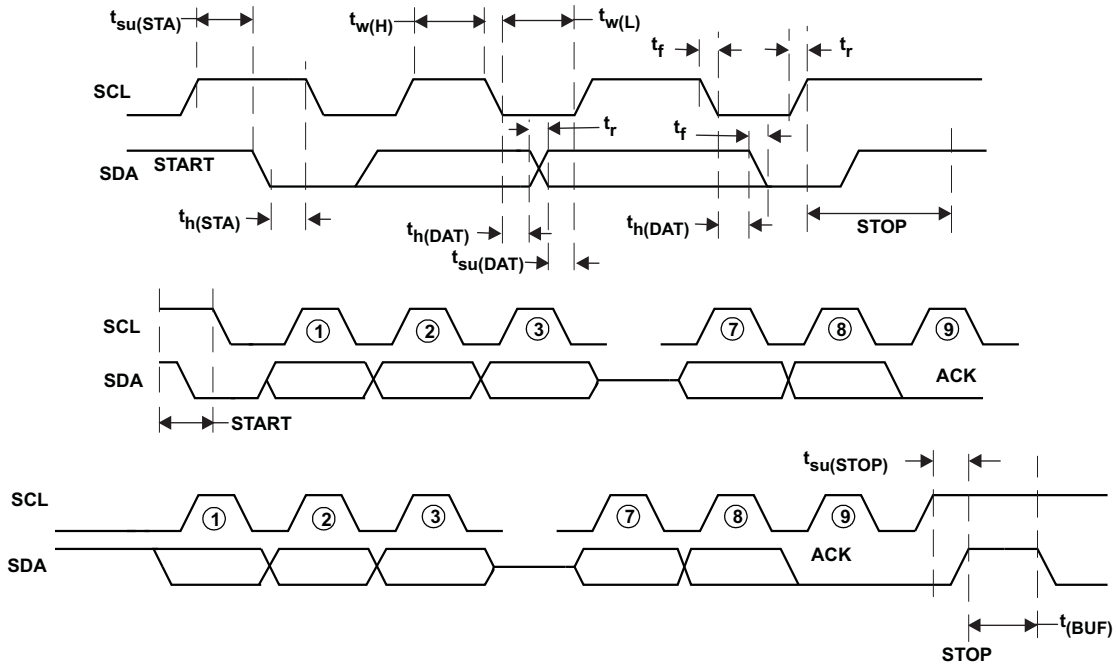 tsu(STA)
tw(H)
tw(L)
tf
tr
SCL
tr
tf
SDA
START
th(STA)
th(DAT)
th(DAT)
STOP
tsu(DAT)
SCL
1 2 3 7 8 9
SDA
ACK
START
tsu(STOP)
SCL
1 2 3 7 8 9
SDA
ACK
t(BUF)
STOP